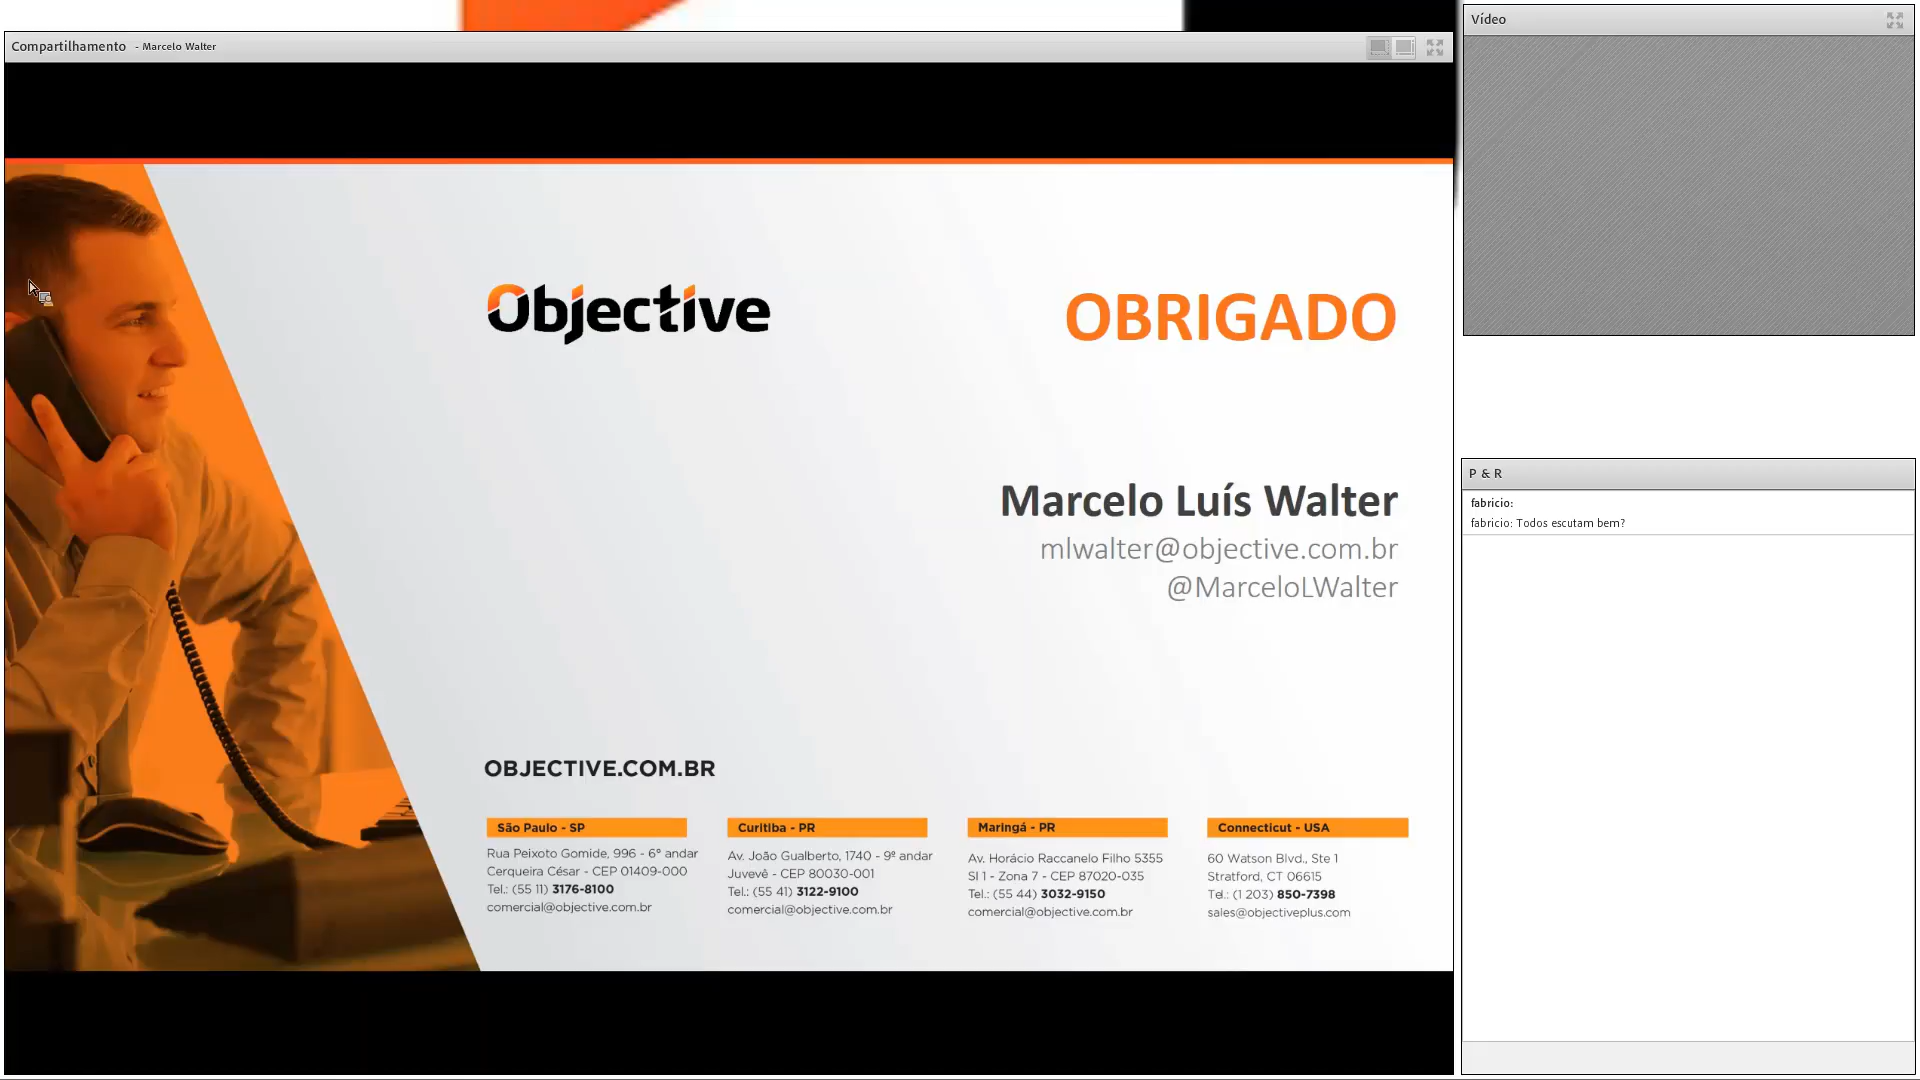 Compartilhamento - Marcelo Walter
Objective
OBRIGADO
Marcelo Luís Walter
mlwalter@objective.com.br
@MarceloLWalter
OBJECTIVE.COM.BR
São Paulo - SP
Rua Peixoto Gomide, 996 - 6º andar
Cerqueira César - CEP 01409-000
Tel.: (55 11) 3176-8100
comercial@objective.com.br
Curitiba - PR
Av. João Gualberto, 1740 - 9º andar
Juvevê - CEP 80030-001
Tel.: (55 41) 3122-9100
comercial@objective.com.br
Maringá - PR
Av. Horácio Raccanelo Filho 5355
Sl 1 - Zona 7 - CEP 87020-035
Tel.: (55 44) 3032-9150
comercial@objective.com.br
Connecticut - USA
60 Watson Blvd., Ste 1
Stratford, CT 06615
Tel.: (1 203) 850-7398
sales@objectiveplus.com
Vídeo
P & R
fabricio:
fabricio: Todos escutam bem?